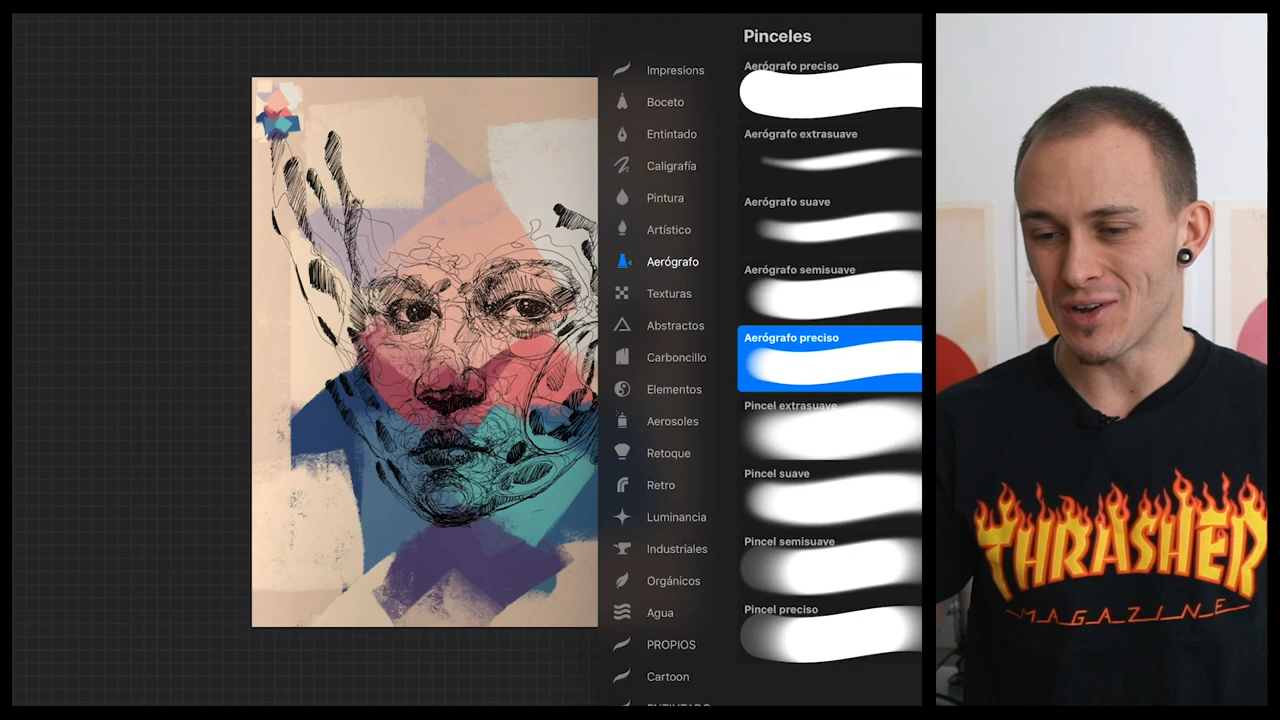 Pinceles
Impresions
Boceto
Entintado
Caligrafía
Pintura
Artístico
Aerógrafo
Texturas
Abstractos
Carboncillo
Elementos
Aerosoles
Retoque
Retro
Luminancia
Industriales
Orgánicos
Agua
PROPIOS
Cartoon
Aerógrafo preciso
Aerógrafo extrasuave
Aerógrafo suave
Aerógrafo semisuave
Aerógrafo preciso
Pincel extrasuave
Pincel suave
Pincel semisuave
Pincel preciso
THRASHER
MAGAZINE